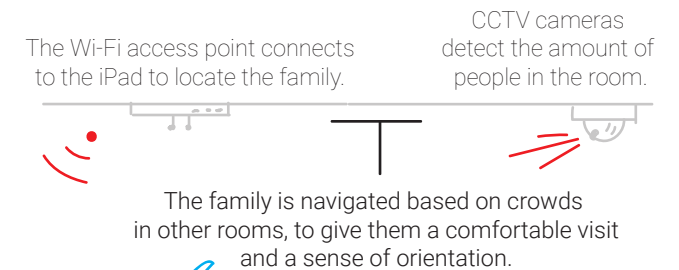 The Wi-Fi access point connects
to the iPad to locate the family.
CCTV cameras
detect the amount of
people in the room.
The family is navigated based on crowds
in other rooms, to give them a comfortable visit
and a sense of orientation.